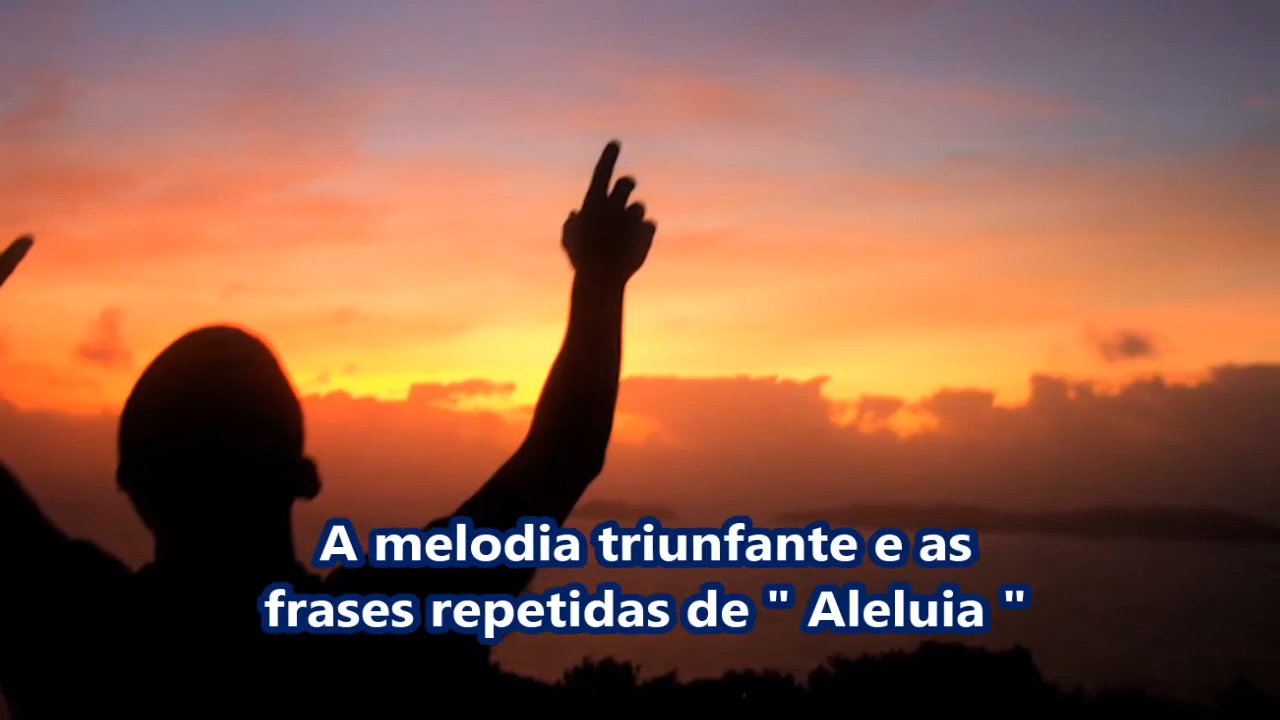 A melodia triunfante e as
frases repetidas de " Aleluia "